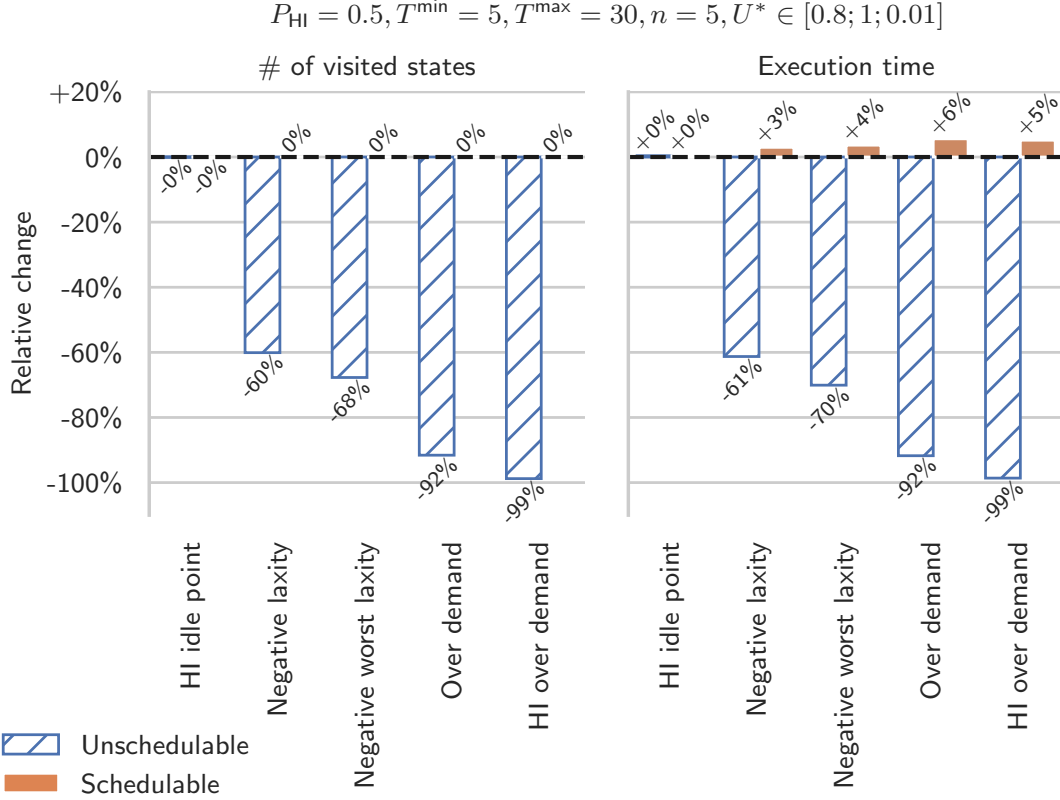 P_HI = 0.5, T^min = 5, T^max = 30, n = 5, U* ∈ [0.8; 1; 0.01]
# of visited states
Execution time
Relative change
+20%
0%
-20%
-40%
-60%
-80%
-100%
-0%
-0%
-60%
0%
-68%
0%
-92%
0%
-99%
0%
+0%
+0%
-61%
+3%
-70%
+4%
-92%
+6%
-99%
+5%
HI idle point
Negative laxity
Negative worst laxity
Over demand
HI over demand
HI idle point
Negative laxity
Negative worst laxity
Over demand
HI over demand
Unschedulable
Schedulable